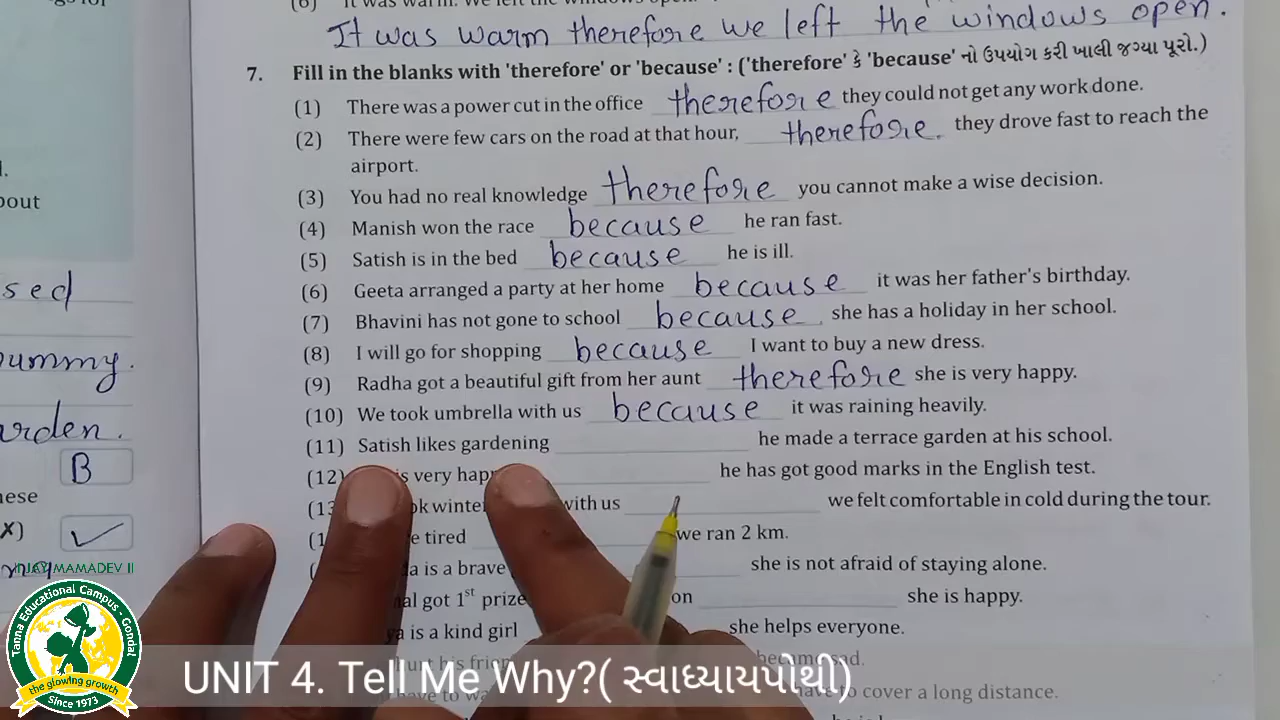 It was warm therefore we left the windows open.
7. Fill in the blanks with 'therefore' or 'because' : ('therefore' કે 'because' નો ઉપયોગ કરી ખાલી જગ્યા પૂરો.)
(1) There was a power cut in the office therefore they could not get any work done.
(2) There were few cars on the road at that hour, therefore. they drove fast to reach the
airport.
(3) You had no real knowledge therefore you cannot make a wise decision.
(4) Manish won the race because he ran fast.
(5) Satish is in the bed because he is ill.
(6) Geeta arranged a party at her home because it was her father's birthday.
(7) Bhavini has not gone to school because she has a holiday in her school.
(8) I will go for shopping because I want to buy a new dress.
(9) Radha got a beautiful gift from her aunt therefore she is very happy.
(10) We took umbrella with us because it was raining heavily.
(11) Satish likes gardening he made a terrace garden at his school.
(12) is very he has got good marks in the English test.
with us we felt comfortable in cold during the tour.
tired we ran 2 km.
is a brave she is not afraid of staying alone.
got 1st prize on she is happy.
is a kind girl she helps everyone.
hurt his became sad.
have to to cover a long distance.
B
Tanna Educational Campus - Gondal
the glowing growth
Since 1973
UNIT 4. Tell Me Why?( સ્વાધ્યાયપોથી)